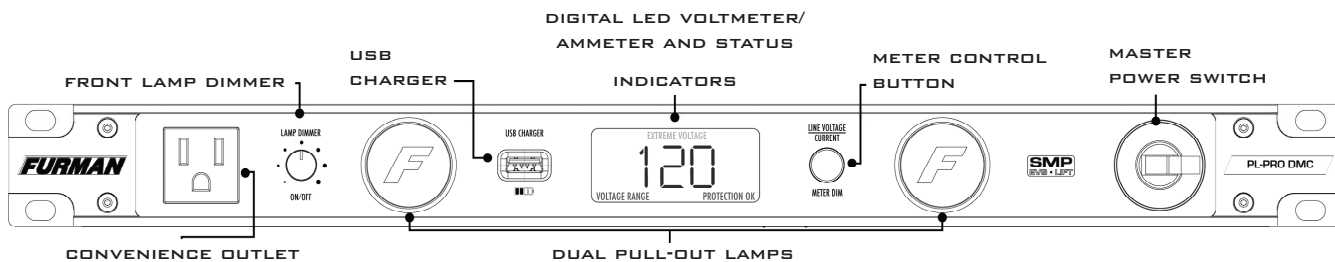 DIGITAL LED VOLTMETER/
AMMETER AND STATUS
INDICATORS
USB
CHARGER
METER CONTROL
BUTTON
MASTER
POWER SWITCH
FRONT LAMP DIMMER
FURMAN
LAMP DIMMER
ON/OFF
F
USB CHARGER
EXTREME VOLTAGE
120
VOLTAGE RANGE
PROTECTION OK
LINE VOLTAGE
CURRENT
METER DIM
F
SMP
EVS • LiFT
PL-PRO DMC
CONVENIENCE OUTLET
DUAL PULL-OUT LAMPS